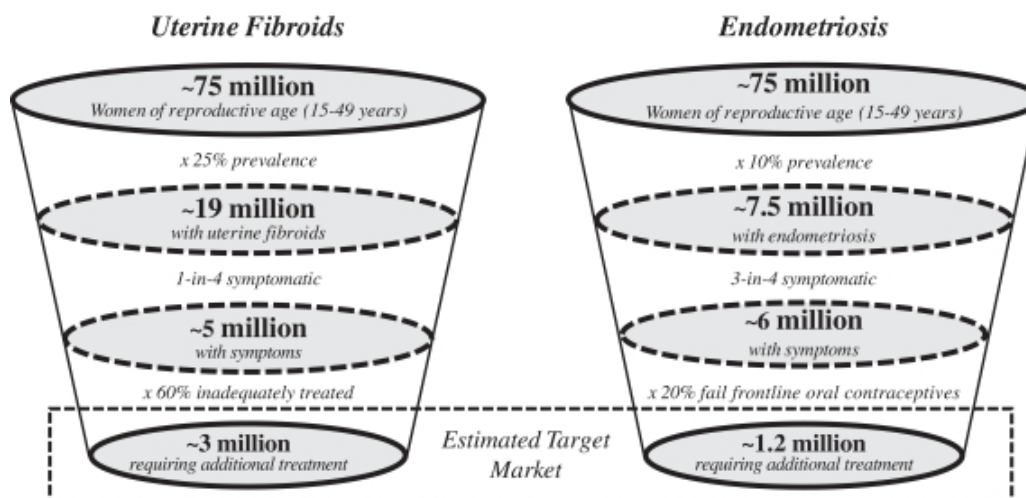 Uterine Fibroids
~75 million
Women of reproductive age (15-49 years)
x 25% prevalence
~19 million
with uterine fibroids
1-in-4 symptomatic
~5 million
with symptoms
x 60% inadequately treated
~3 million
requiring additional treatment
Endometriosis
~75 million
Women of reproductive age (15-49 years)
x 10% prevalence
~7.5 million
with endometriosis
3-in-4 symptomatic
~6 million
with symptoms
x 20% fail frontline oral contraceptives
~1.2 million
requiring additional treatment
Estimated Target
Market